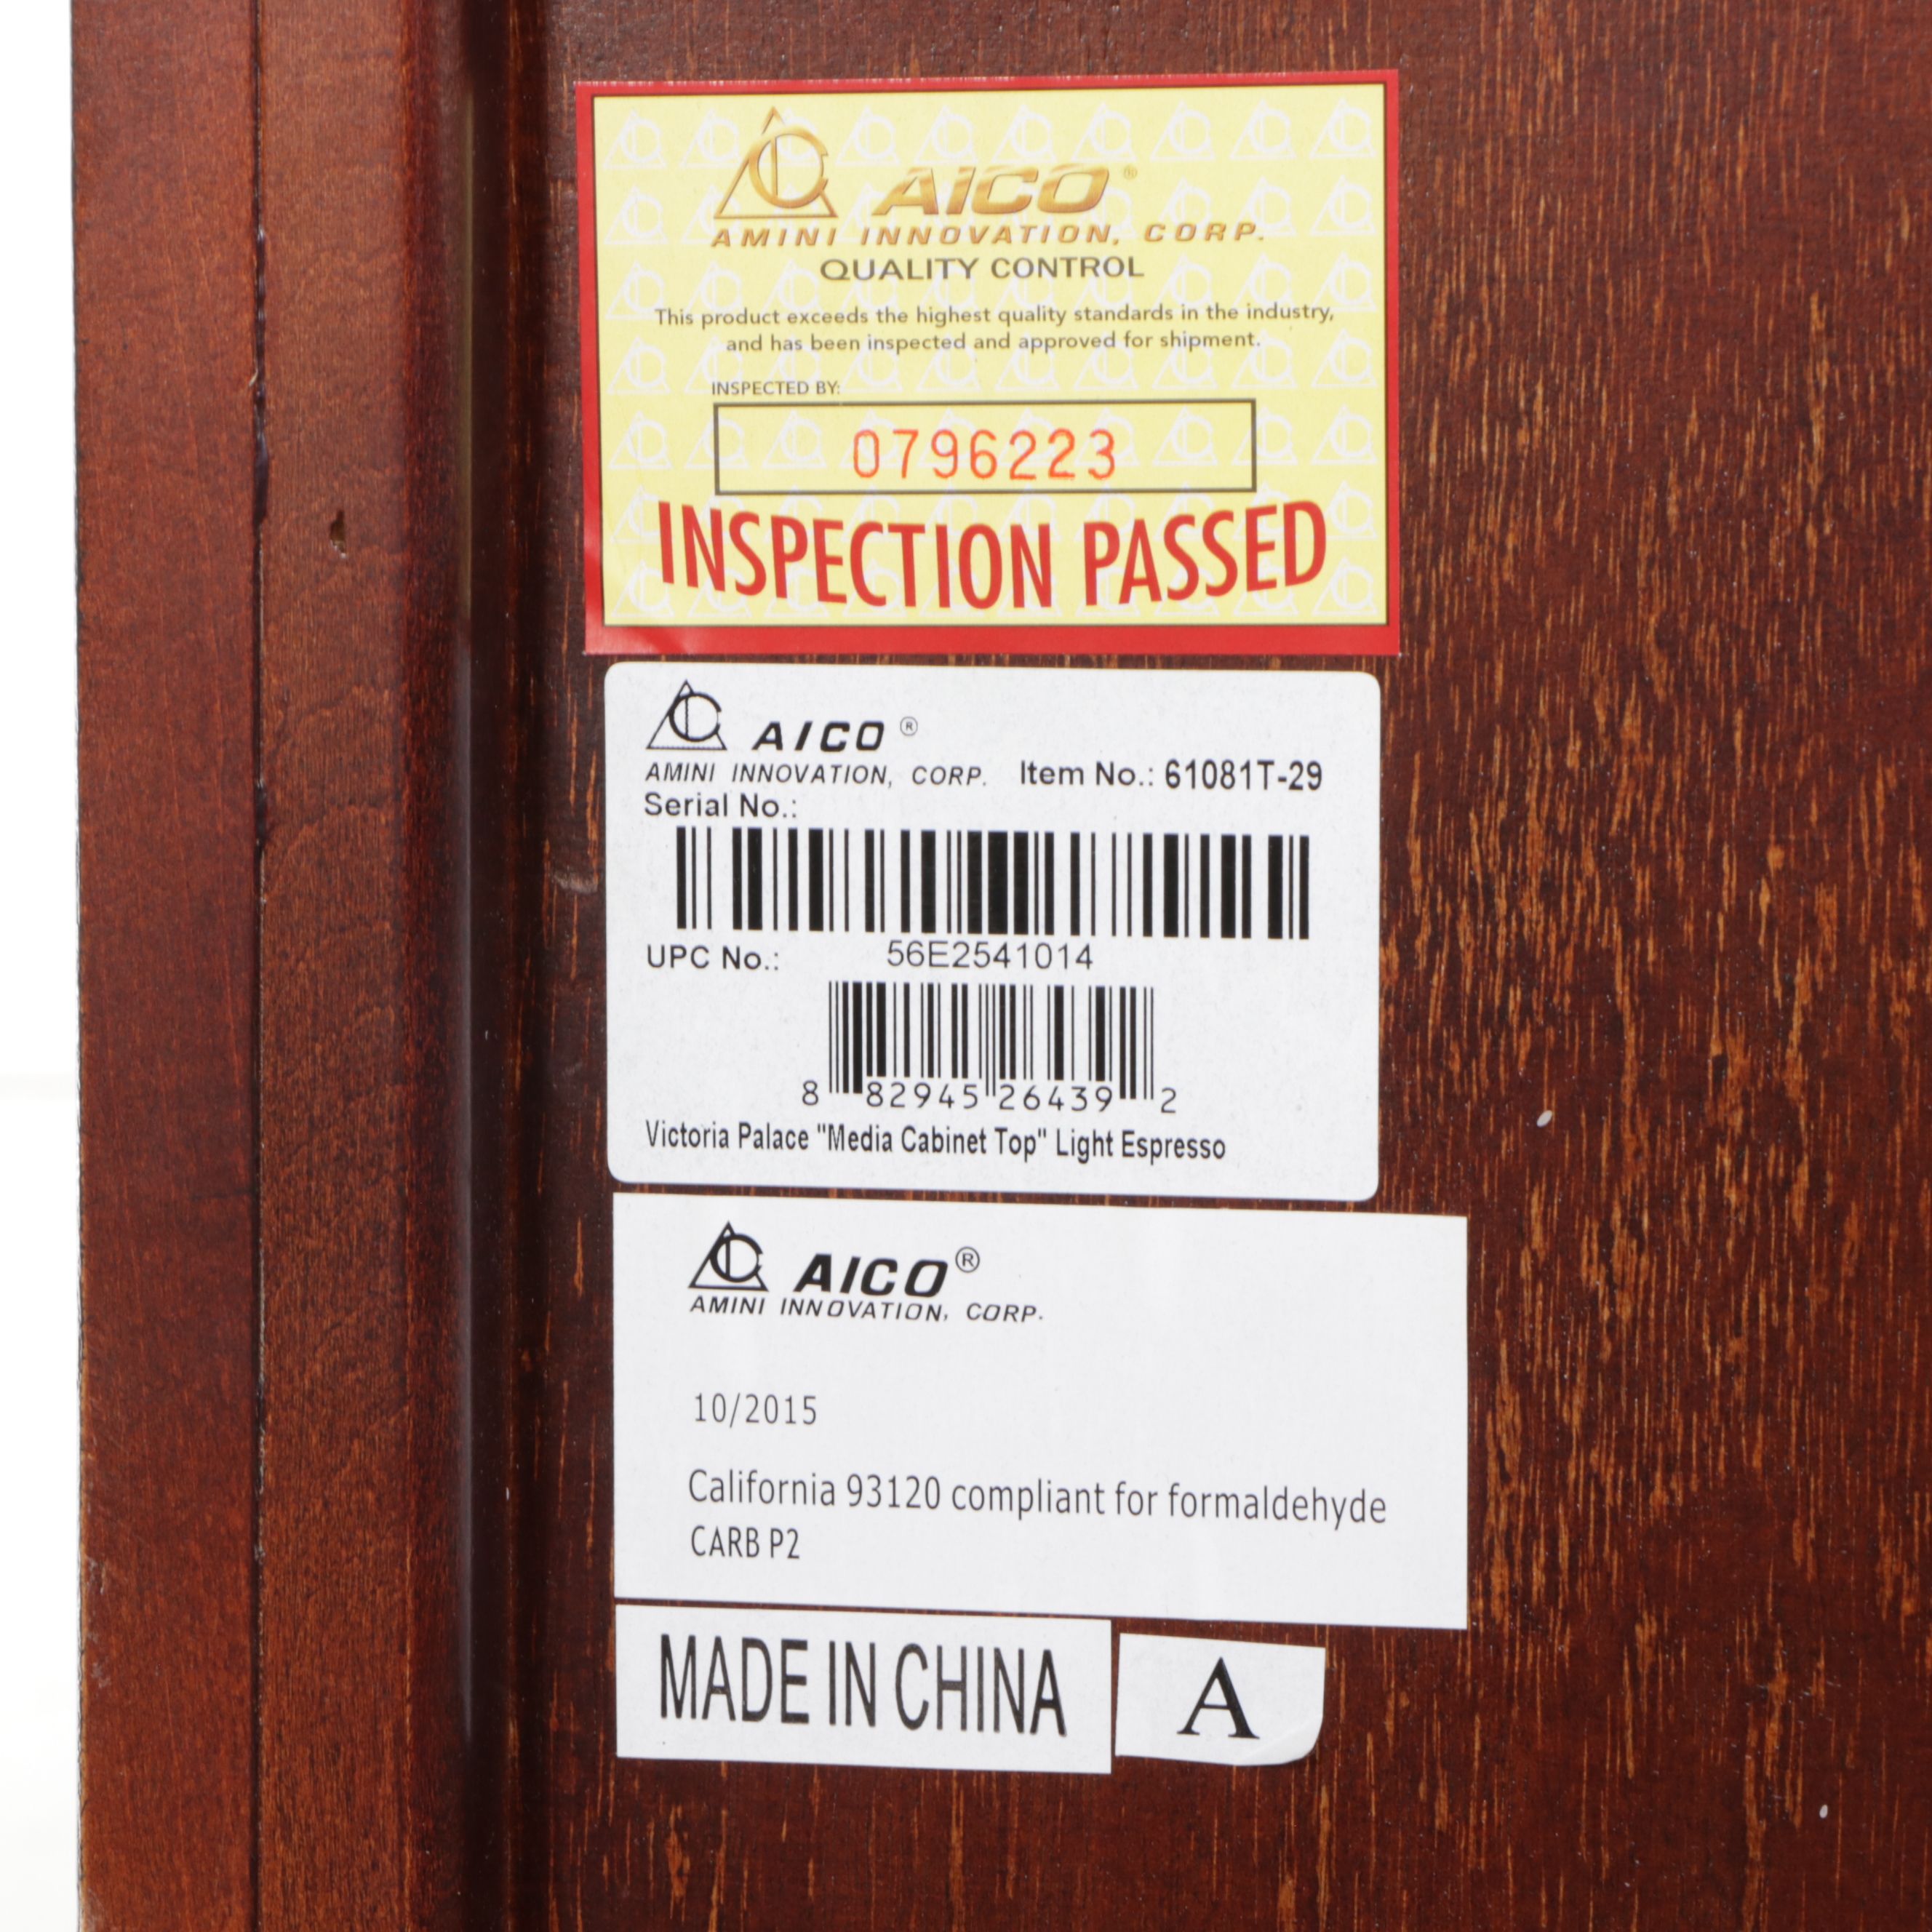 AICO®
AMINI INNOVATION, CORP.
QUALITY CONTROL
This product exceeds the highest quality standards in the industry,
and has been inspected and approved for shipment.
INSPECTED BY:
0796223
INSPECTION PASSED
AICO®
AMINI INNOVATION, CORP. Item No.: 61081T-29
Serial No.:
56E2541014
UPC No.:
8 82945 26439 2
Victoria Palace "Media Cabinet Top" Light Espresso
AICO®
AMINI INNOVATION, CORP.
10/2015
California 93120 compliant for formaldehyde
CARB P2
MADE IN CHINA
A